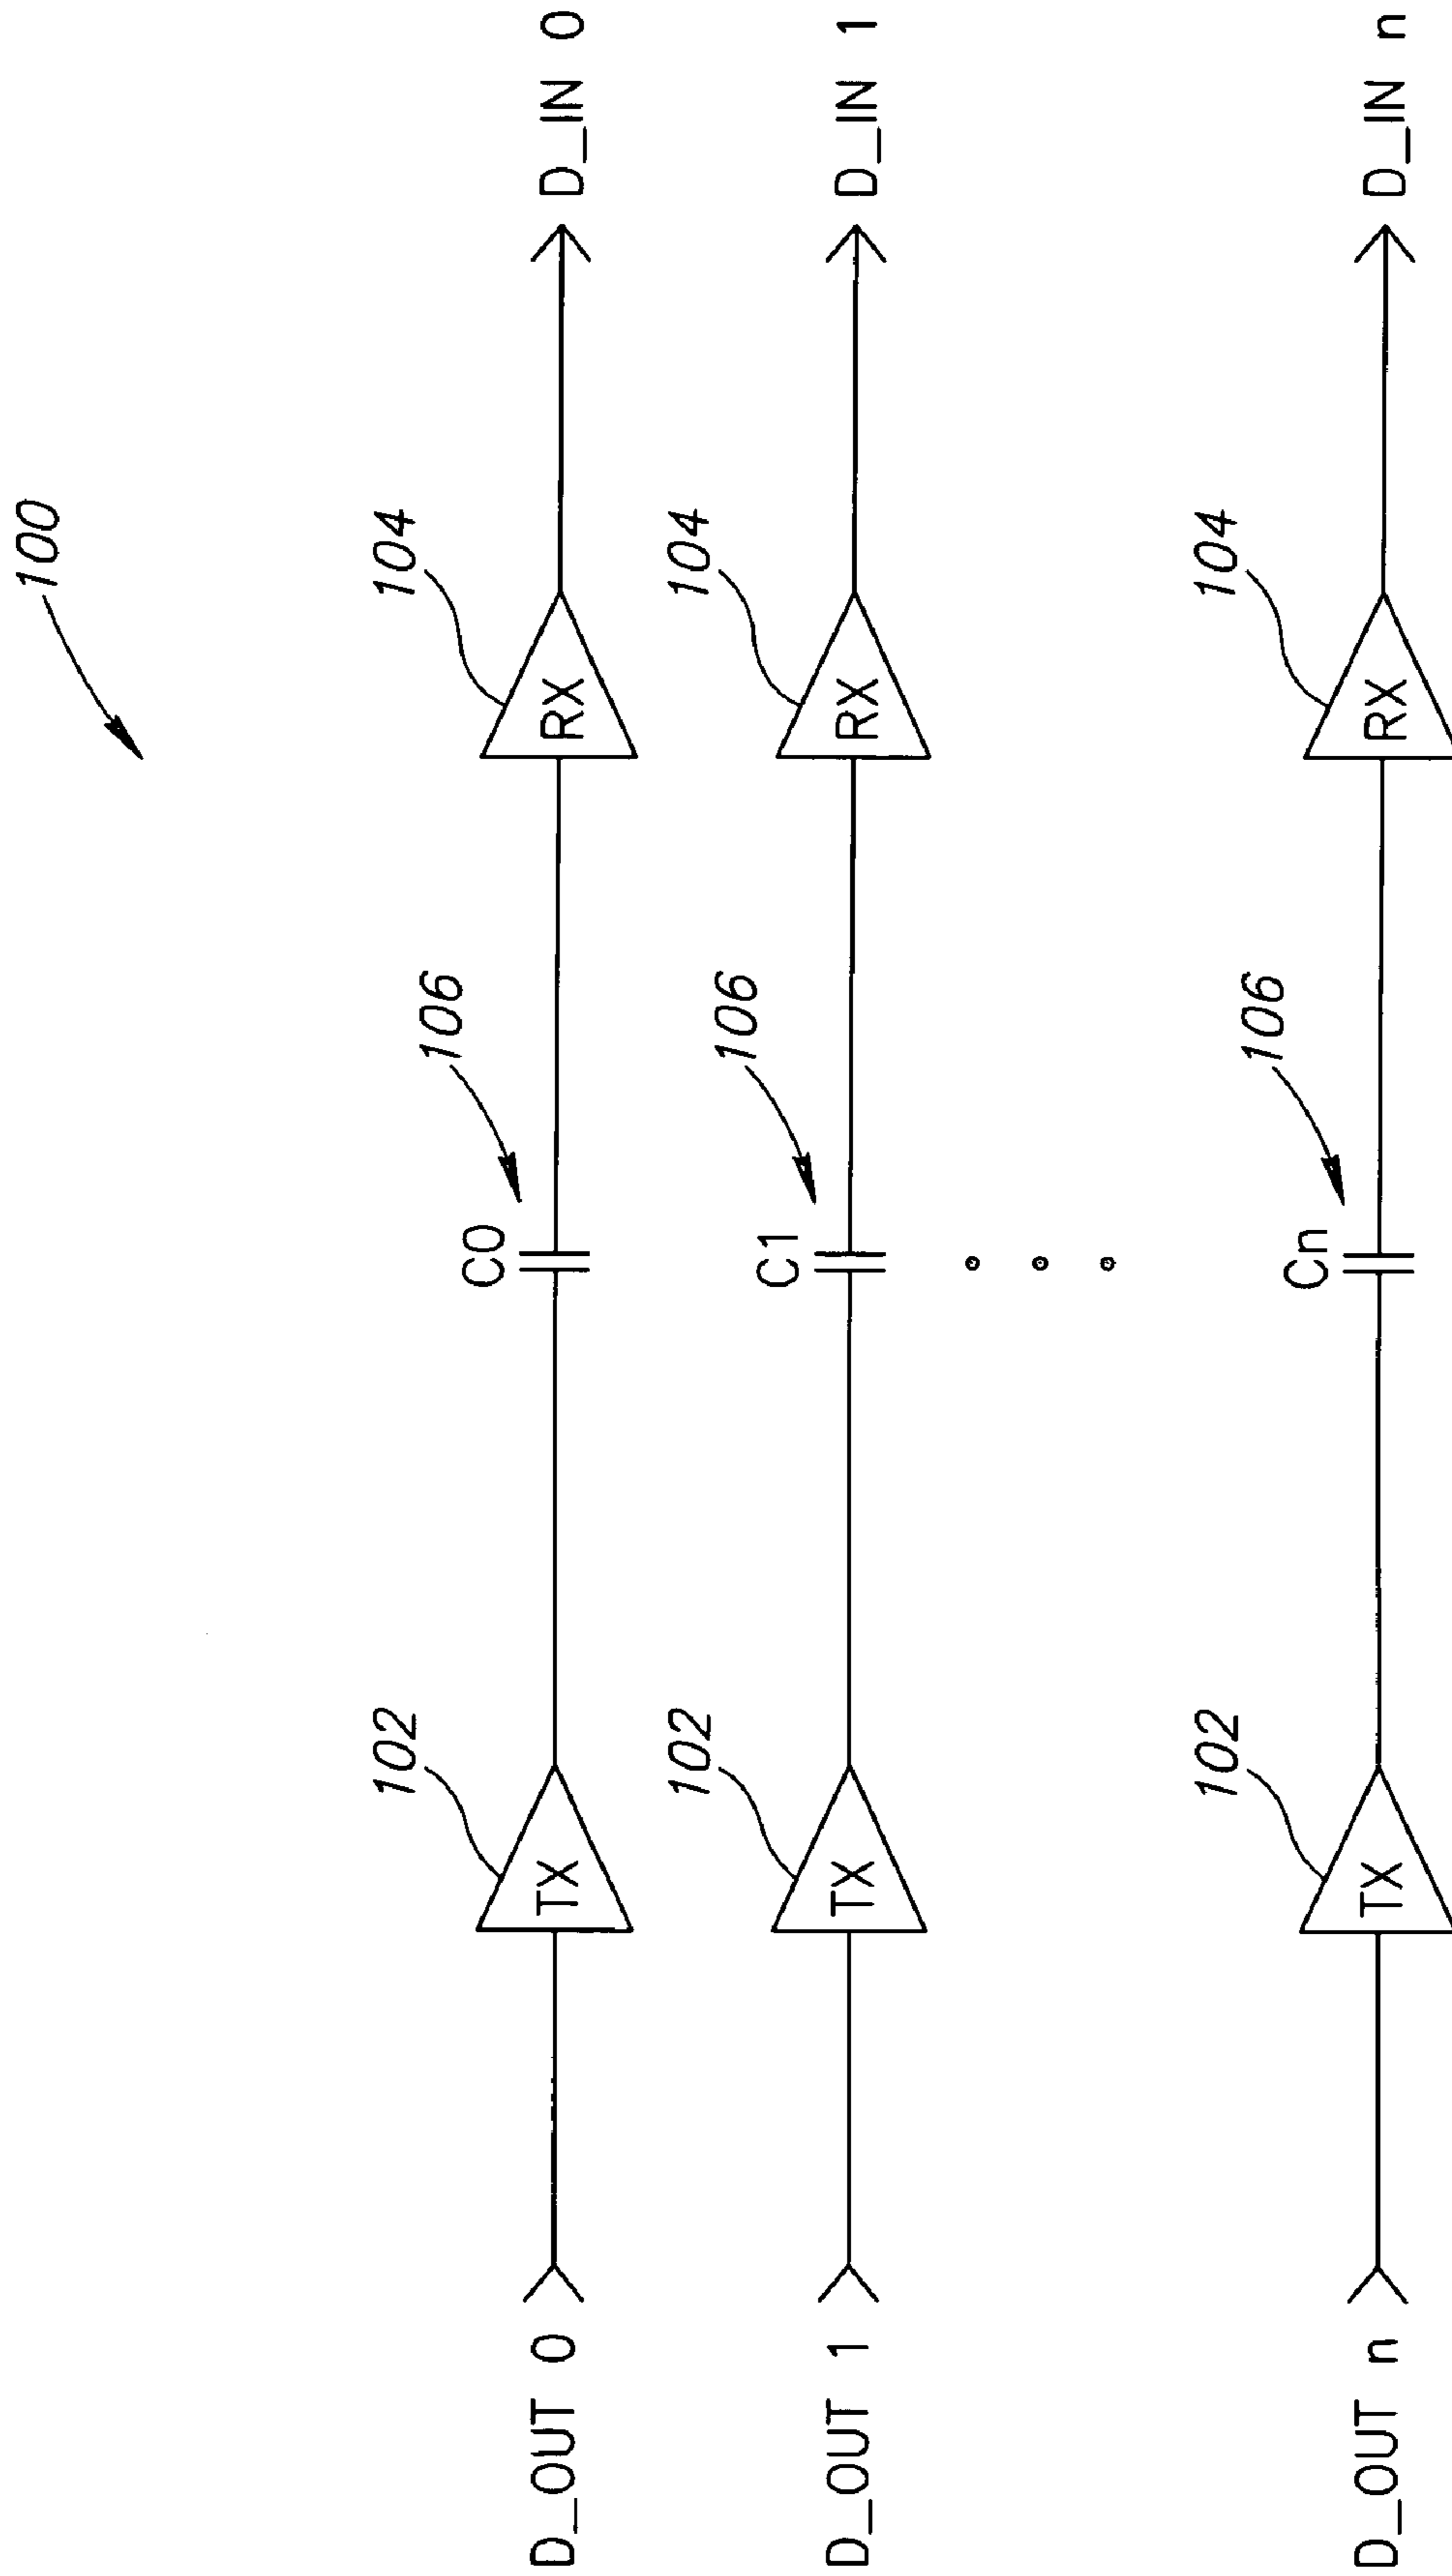 100
D_OUT 0
102
TX
C0
106
104
RX
D_IN 0
D_OUT 1
102
TX
C1
106
104
RX
D_IN 1
D_OUT n
102
TX
Cn
106
104
RX
D_IN n